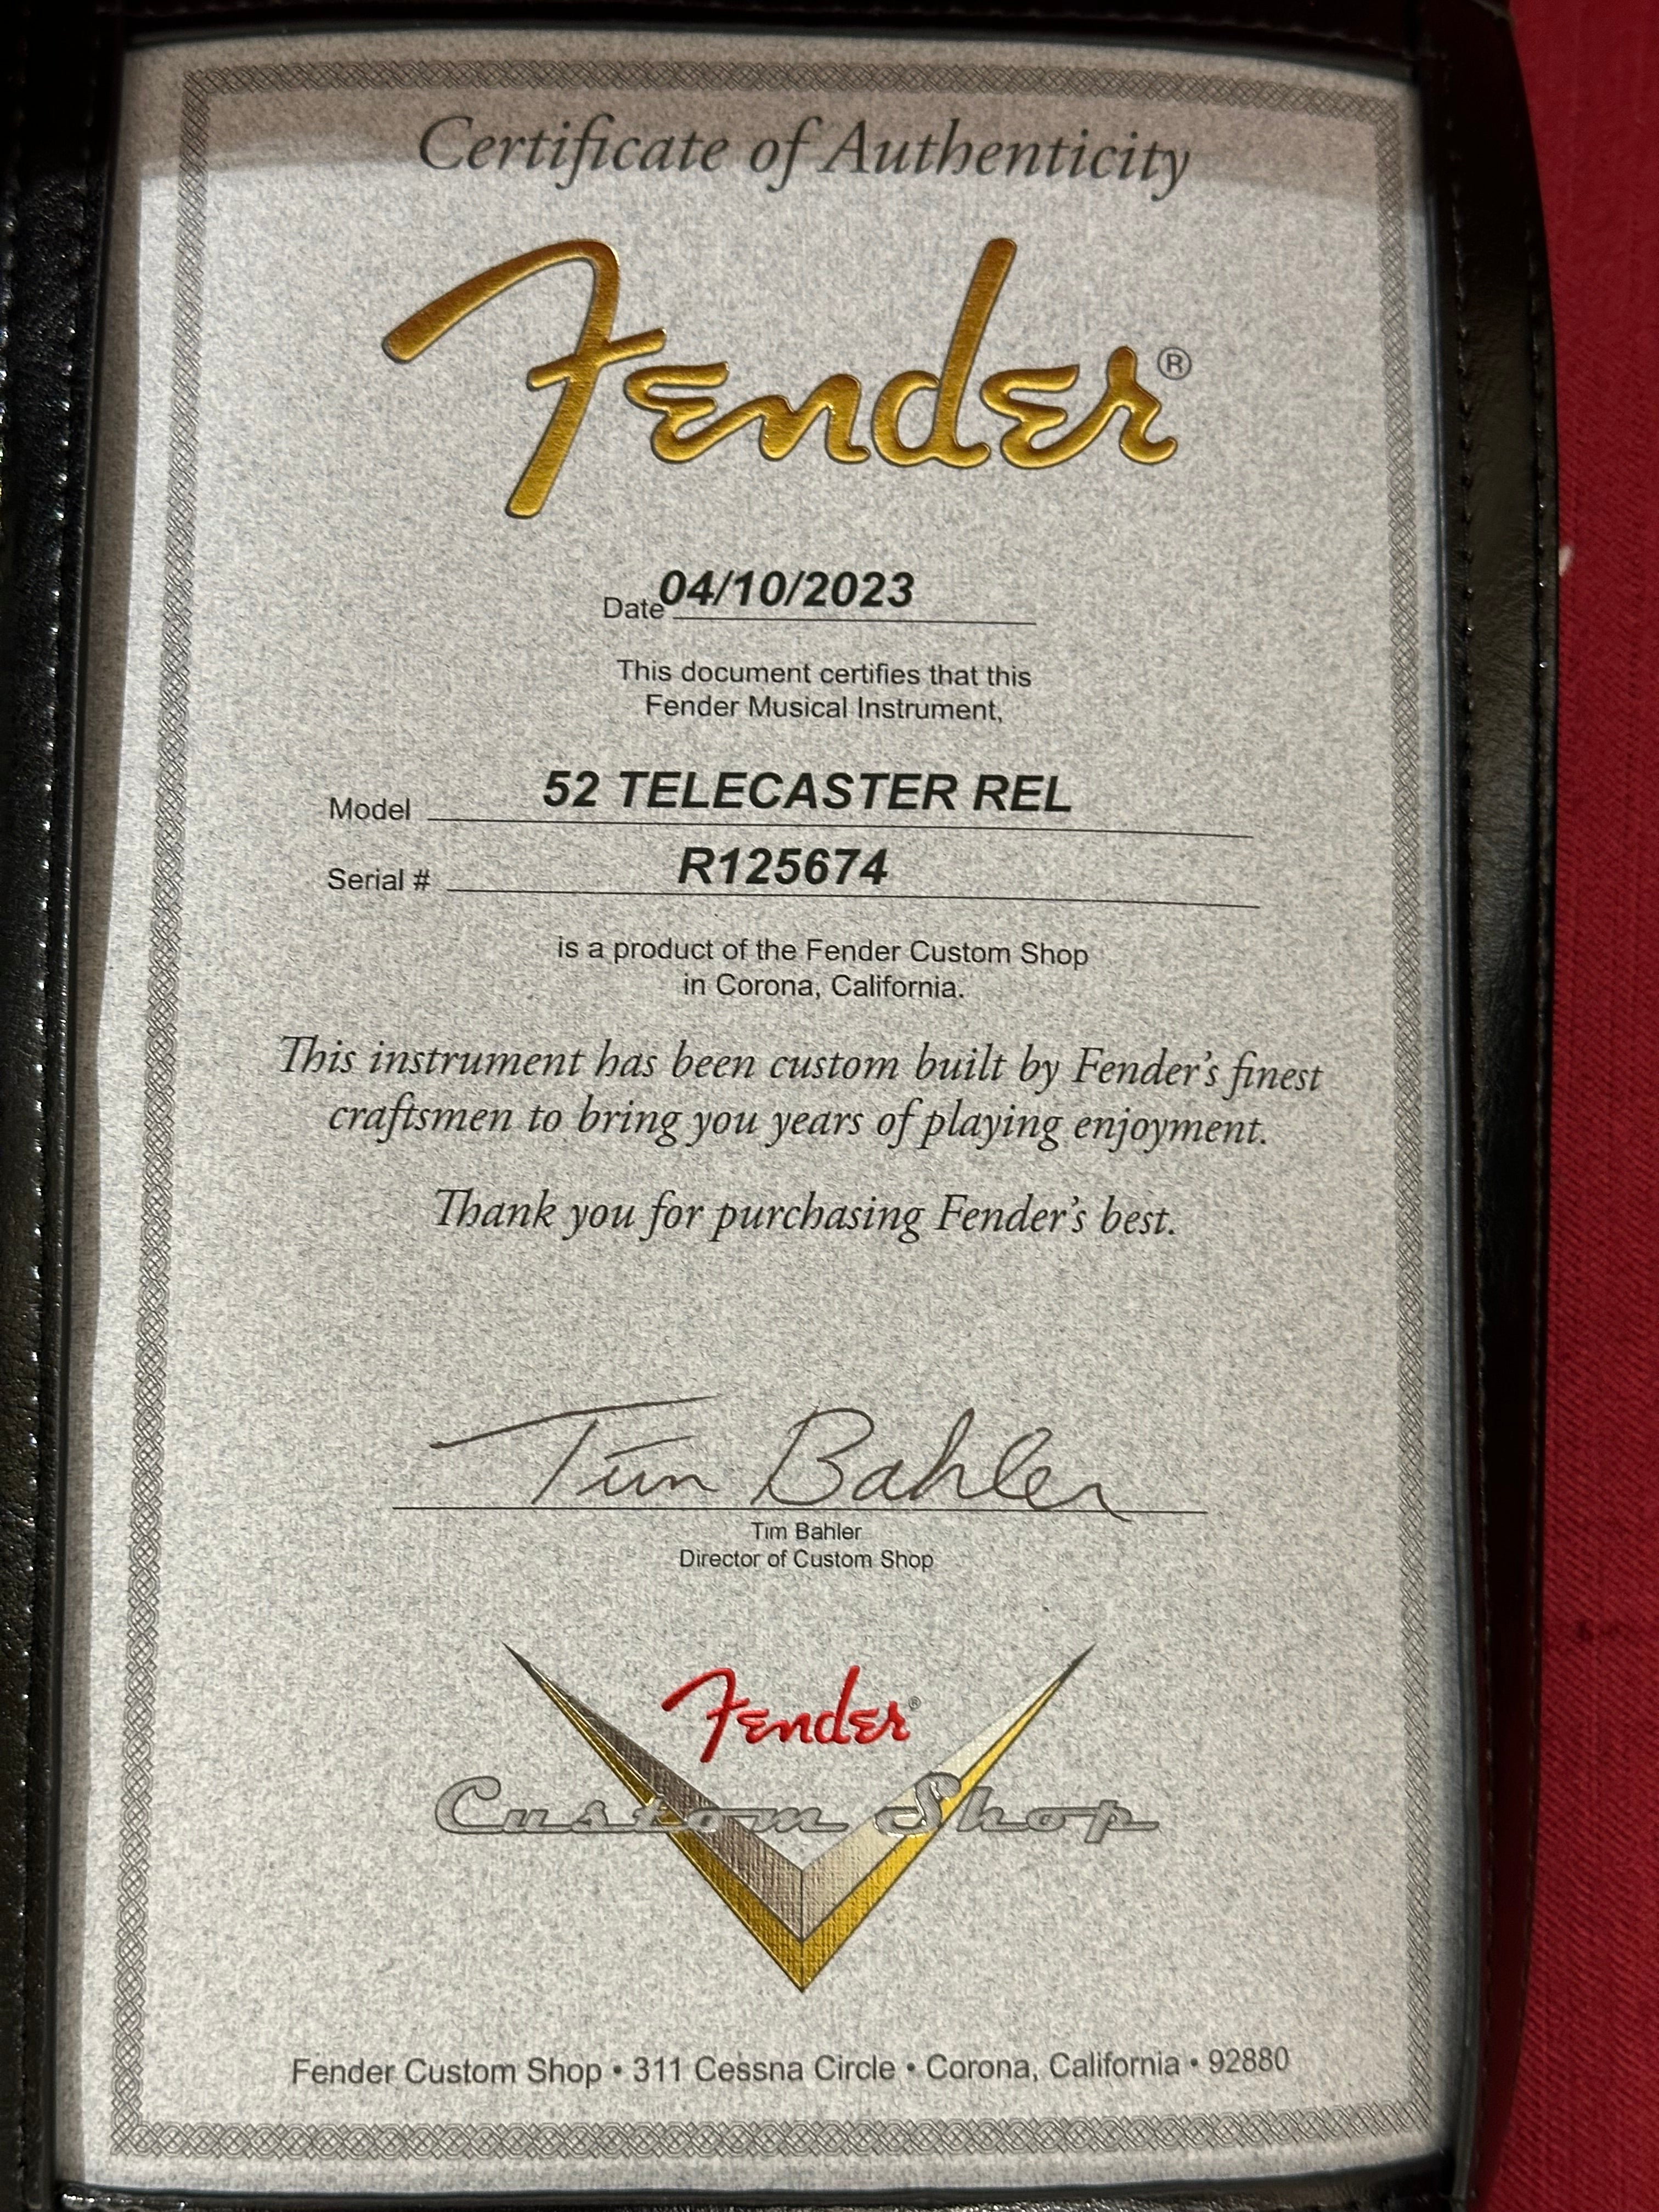 Certificate of Authenticity
Fender®
Date 04/10/2023
This document certifies that this
Fender Musical Instrument,
Model 52 TELECASTER REL
Serial # R125674
is a product of the Fender Custom Shop
in Corona, California.
This instrument has been custom built by Fender's finest
craftsmen to bring you years of playing enjoyment.
Thank you for purchasing Fender's best.
Tim Bahler
Tim Bahler
Director of Custom Shop
Fender®
Custom Shop
Fender Custom Shop • 311 Cessna Circle • Corona, California • 92880